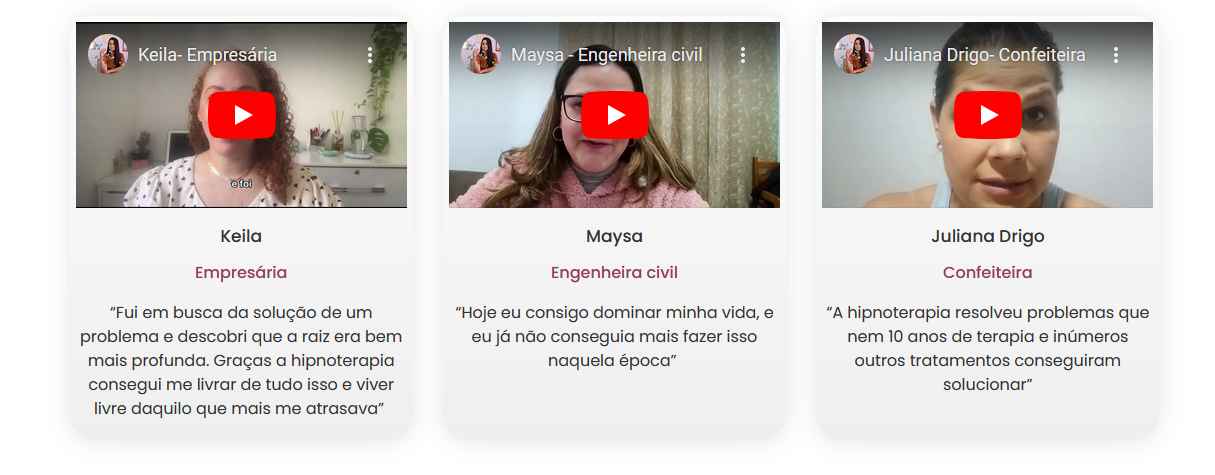 Keila- Empresária
'e foi
Keila
Empresária
“Fui em busca da solução de um
problema e descobri que a raiz era bem
mais profunda. Graças a hipnoterapia
consegui me livrar de tudo isso e viver
livre daquilo que mais me atrasava”
Maysa - Engenheira civil
Maysa
Engenheira civil
“Hoje eu consigo dominar minha vida, e
eu já não conseguia mais fazer isso
naquela época”
Juliana Drigo- Confeiteira
Juliana Drigo
Confeiteira
“A hipnoterapia resolveu problemas que
nem 10 anos de terapia e inúmeros
outros tratamentos conseguiram
solucionar”